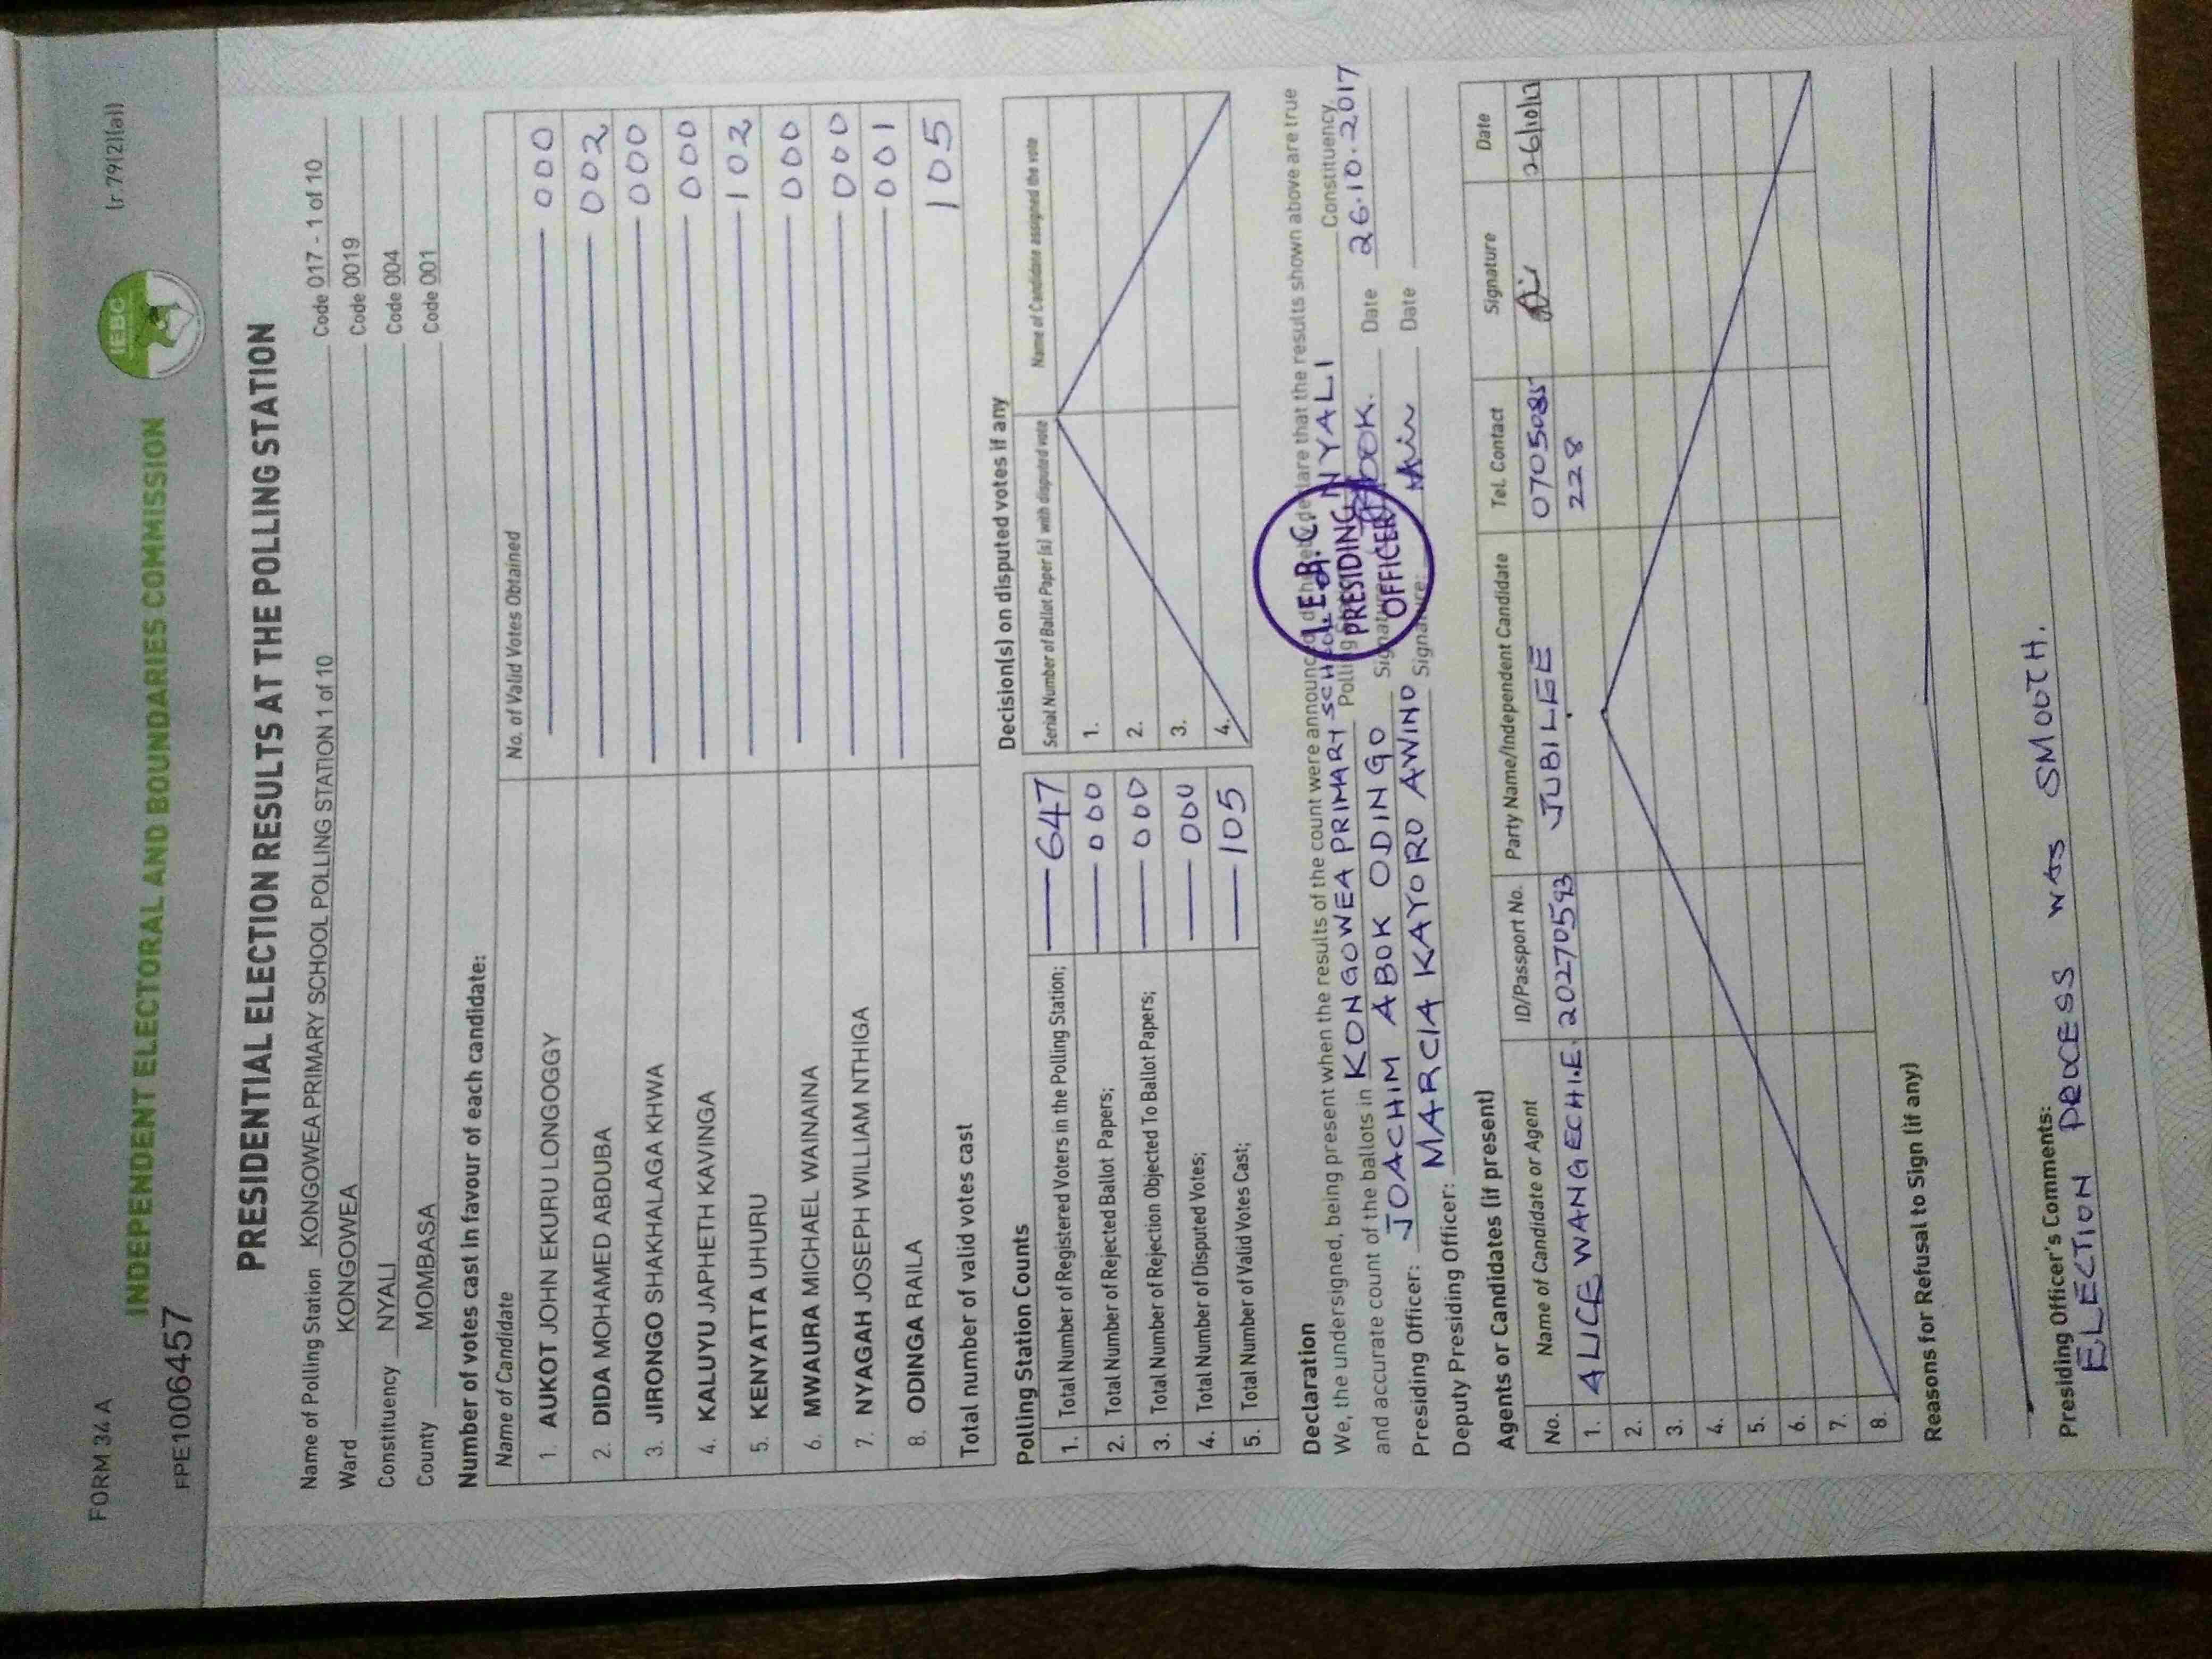 FORM 34 A
(r 79(2)(a))
IEBC
INDEPENDENT ELECTORAL AND BOUNDARIES COMMISSION
FPE1006457
PRESIDENTIAL ELECTION RESULTS AT THE POLLING STATION
Name of Polling Station KONGOWEA PRIMARY SCHOOL POLLING STATION 1 of 10 Code 017 - 1 of 10
Ward KONGOWEA Code 0019
Constituency NYALI Code 004
County MOMBASA Code 001
Number of votes cast in favour of each candidate:
Name of Candidate No. of Valid Votes Obtained
1. AUKOT JOHN EKURU LONGOGGY 000
2. DIDA MOHAMED ABDUBA 002
3. JIRONGO SHAKHALAGA KHWA 000
4. KALUYU JAPHETH KAVINGA 000
5. KENYATTA UHURU 102
6. MWAURA MICHAEL WAINAINA 000
7. NYAGAH JOSEPH WILLIAM NTHIGA 000
8. ODINGA RAILA 001
Total number of valid votes cast 105
Polling Station Counts
1. Total Number of Registered Voters in the Polling Station; 647
2. Total Number of Rejected Ballot Papers; 000
3. Total Number of Rejection Objected To Ballot Papers; 000
4. Total Number of Disputed Votes; 000
5. Total Number of Valid Votes Cast; 105
Decision(s) on disputed votes if any
Serial Number of Ballot Paper (s) with disputed vote Name of Candidate assigned the vote
1.
2.
3.
4.
Declaration
We, the undersigned, being present when the results of the count were announced, do hereby declare that the results shown above are true
and accurate count of the ballots in KONGOWEA PRIMARY SCHOOL Polling NYALI Constituency.
Presiding Officer: JOACHIM ABOK ODINGO Signature: Date 26.10.2017
Deputy Presiding Officer: MARCIA KAYORO AWINO Signature: Date
I.E.B.C.
PRESIDING
OFFICER
Agents or Candidates (if present)
No. Name of Candidate or Agent ID/Passport No. Party Name/Independent Candidate Tel. Contact Signature Date
1. ALICE WANGECHI.E. 202770593 JUBILEE 0705085 26/10/17
228
2.
3.
4.
5.
6.
7.
8.
Reasons for Refusal to Sign (if any)
Presiding Officer's Comments:
ELECTION PROCESS WAS SMOOTH.